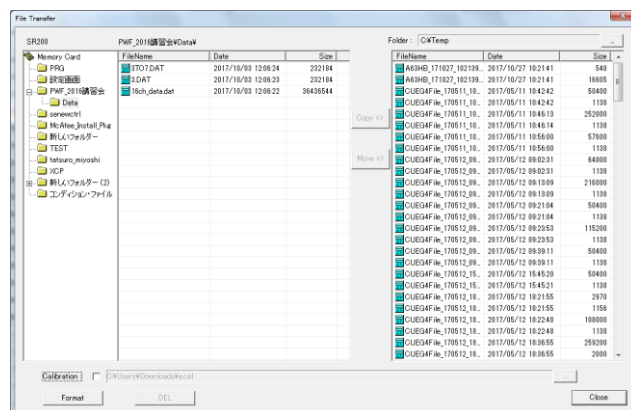 File Transfer
SR200 PWF_2016講習会¥Data¥ Folder : C:¥Temp ...
Memory Card
PRG
設定画面
PWF_2016講習会
Data
senewctrl
McAfee_Install_Pkg
新しいフォルダー
TEST
tatsuro_miyoshi
XCP
新しいフォルダー (2)
コンディション・ファイル
FileName Date Size
3TO7.DAT 2017/10/03 12:06:24 232184
3.DAT 2017/10/03 12:06:23 232184
16ch_data.dat 2017/10/03 12:06:22 36436544
Copy =>
Move =>
FileName Date Size
A63HB_171027_102139... 2017/10/27 10:21:41 548
A63HB_171027_102139... 2017/10/27 10:21:41 16605
CUEG4File_170511_10... 2017/05/11 10:42:42 50400
CUEG4File_170511_10... 2017/05/11 10:42:42 1138
CUEG4File_170511_10... 2017/05/11 10:46:13 252000
CUEG4File_170511_10... 2017/05/11 10:46:14 1138
CUEG4File_170511_10... 2017/05/11 10:56:00 57600
CUEG4File_170511_10... 2017/05/11 10:56:00 1138
CUEG4File_170512_09... 2017/05/12 09:02:31 64800
CUEG4File_170512_09... 2017/05/12 09:02:31 1138
CUEG4File_170512_09... 2017/05/12 09:13:09 216000
CUEG4File_170512_09... 2017/05/12 09:13:09 1138
CUEG4File_170512_09... 2017/05/12 09:21:04 50400
CUEG4File_170512_09... 2017/05/12 09:21:04 1138
CUEG4File_170512_09... 2017/05/12 09:23:53 115200
CUEG4File_170512_09... 2017/05/12 09:23:53 1138
CUEG4File_170512_09... 2017/05/12 09:39:11 50400
CUEG4File_170512_09... 2017/05/12 09:39:11 1138
CUEG4File_170512_15... 2017/05/12 15:45:20 50400
CUEG4File_170512_15... 2017/05/12 15:45:21 1138
CUEG4File_170512_18... 2017/05/12 18:21:55 2970
CUEG4File_170512_18... 2017/05/12 18:21:55 1156
CUEG4File_170512_18... 2017/05/12 18:22:48 108000
CUEG4File_170512_18... 2017/05/12 18:22:48 1138
CUEG4File_170512_18... 2017/05/12 18:36:55 259200
CUEG4File_170512_18... 2017/05/12 18:36:55 2000
Calibration : C:¥Users¥Downloads¥scal ...
Format DEL Close